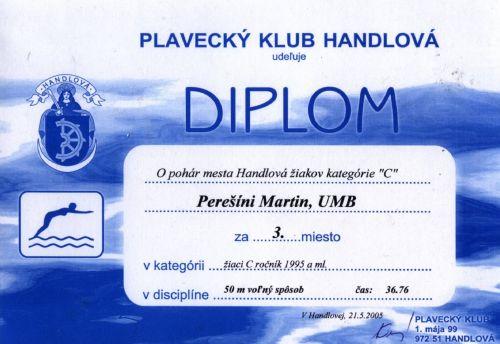 PLAVECKÝ KLUB HANDLOVÁ
udeľuje
HANDLOVÁ
DIPLOM
O pohár mesta Handlová žiakov kategórie "C"
Perešíni Martin, UMB
za ........3......miesto
v kategórii ....žiaci C ročník 1995 a ml.
v disciplíne 50 m voľný spôsob čas: 36.76
V Handlovej, 21.5.2005
PLAVECKÝ KLUB
1. mája 99
972 51 HANDLOVÁ